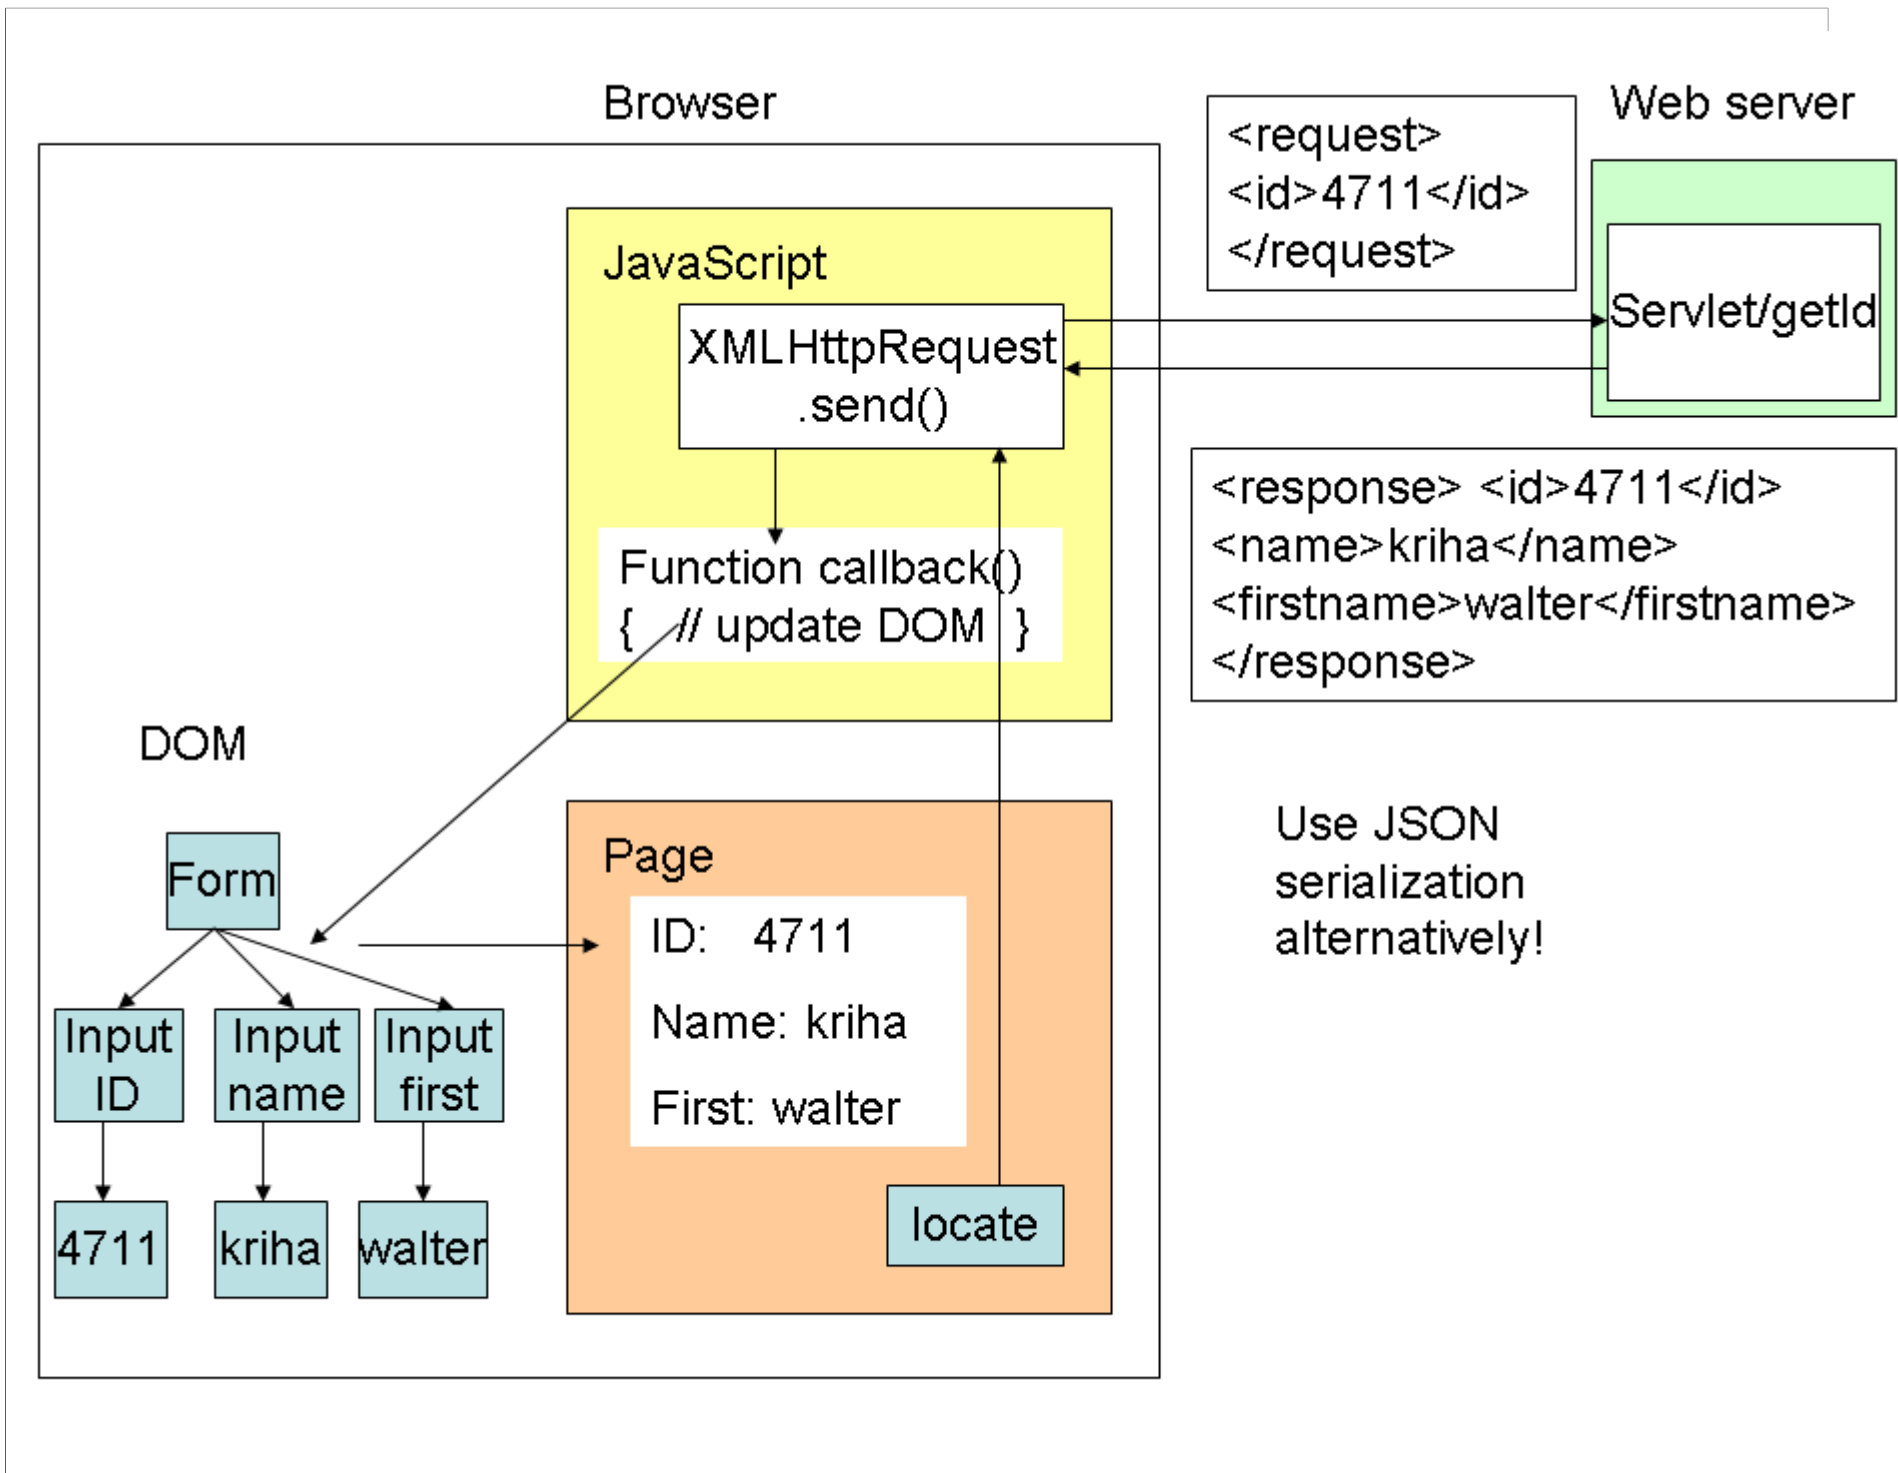 Browser
Web server
<request>
<id>4711</id>
</request>
JavaScript
XMLHttpRequest
.send()
Servlet/getId
Function callback()
{ // update DOM }
<response> <id>4711</id>
<name>kriha</name>
<firstname>walter</firstname>
</response>
DOM
Form
Input
ID
Input
name
Input
first
4711
kriha
walter
Page
ID: 4711
Name: kriha
First: walter
locate
Use JSON
serialization
alternatively!